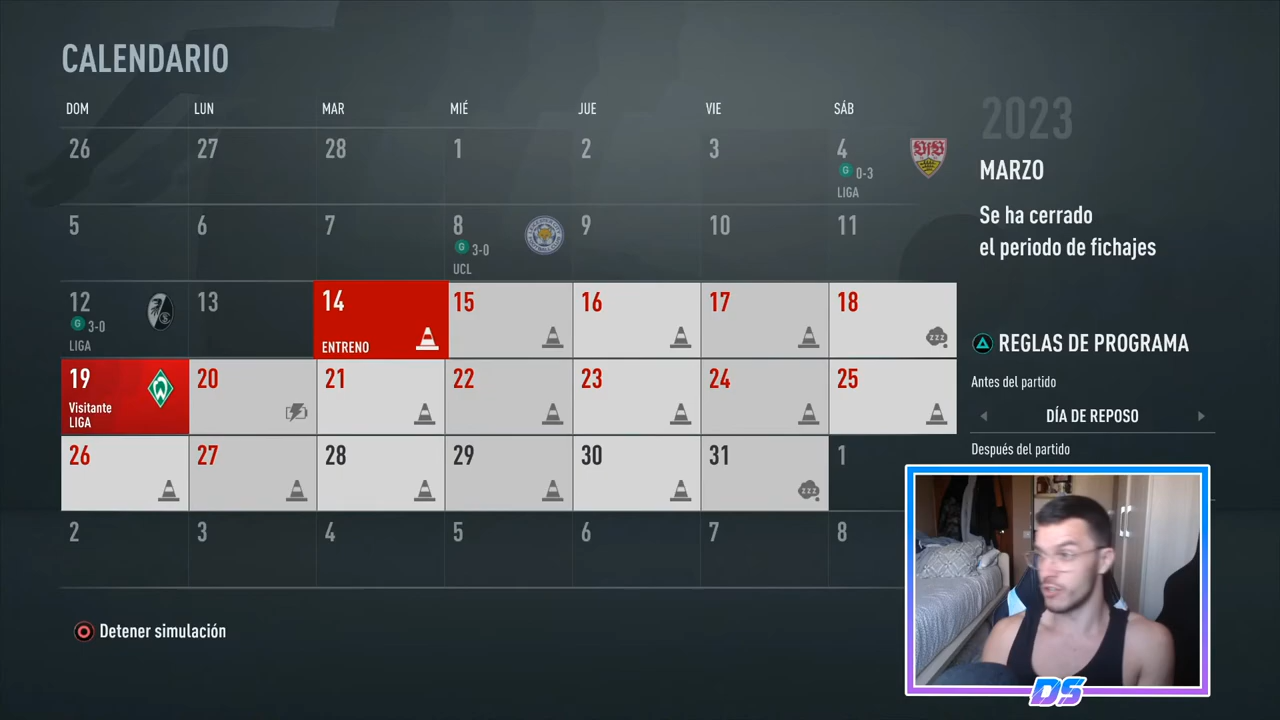 CALENDARIO
DOM LUN MAR MIÉ JUE VIE SÁB
26 27 28 1 2 3 4
G 0-3
LIGA
5 6 7 8 9 10 11
G 3-0
UCL
12 13 14 15 16 17 18
G 3-0
LIGA
ENTRENO
zzz
19 20 21 22 23 24 25
Visitante
LIGA
26 27 28 29 30 31 1
zzz
2 3 4 5 6 7 8
2023
MARZO
Se ha cerrado
el periodo de fichajes
REGLAS DE PROGRAMA
Antes del partido
DÍA DE REPOSO
Después del partido
Detener simulación
DS